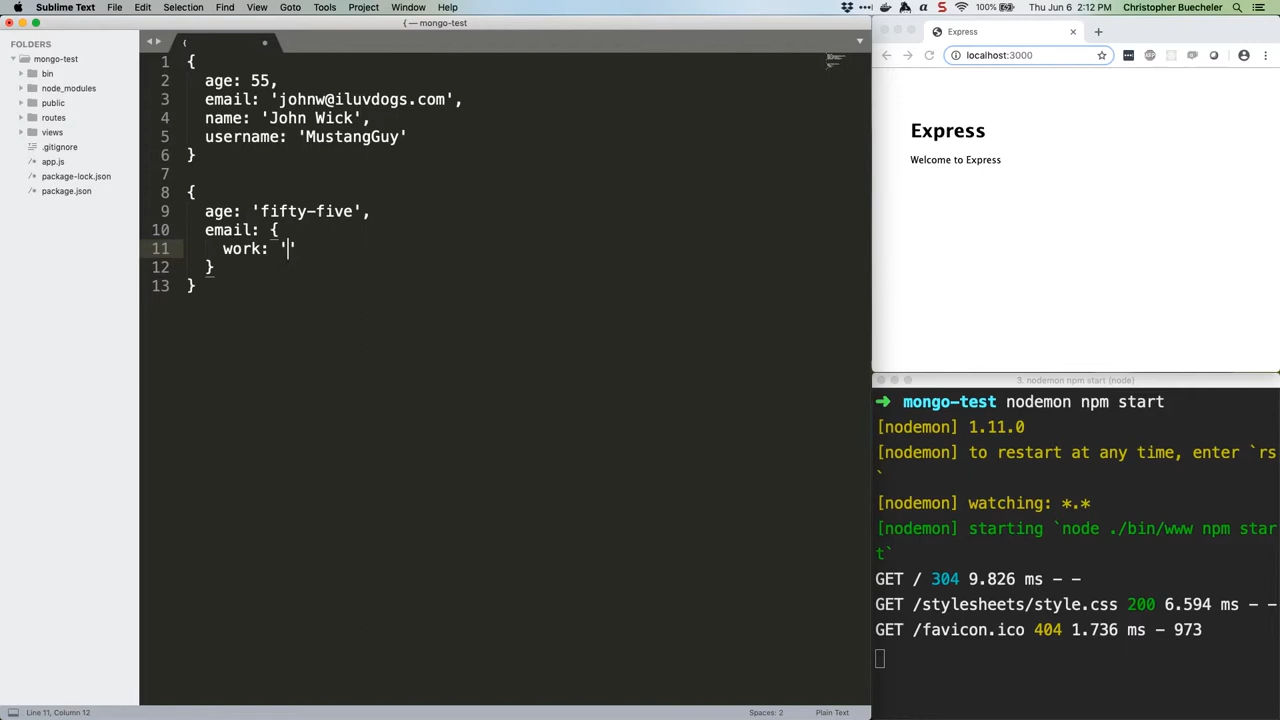 Sublime Text File Edit Selection Find View Goto Tools Project Window Help
100% Thu Jun 6 2:12 PM Christopher Buecheler
{ — mongo-test
FOLDERS
mongo-test
bin
node_modules
public
routes
views
.gitignore
app.js
package-lock.json
package.json
{
1 {
2 age: 55,
3 email: 'johnw@iluvdogs.com',
4 name: 'John Wick',
5 username: 'MustangGuy'
6 }
7
8 {
9 age: 'fifty-five',
10 email: {
11 work: ''
12 }
13 }
Line 11, Column 12
Spaces: 2 Plain Text
Express
localhost:3000
Express
Welcome to Express
3. nodemon npm start (node)
➜ mongo-test nodemon npm start
[nodemon] 1.11.0
[nodemon] to restart at any time, enter `rs
`
[nodemon] watching: *.*
[nodemon] starting `node ./bin/www npm star
t`
GET / 304 9.826 ms - -
GET /stylesheets/style.css 200 6.594 ms - -
GET /favicon.ico 404 1.736 ms - 973